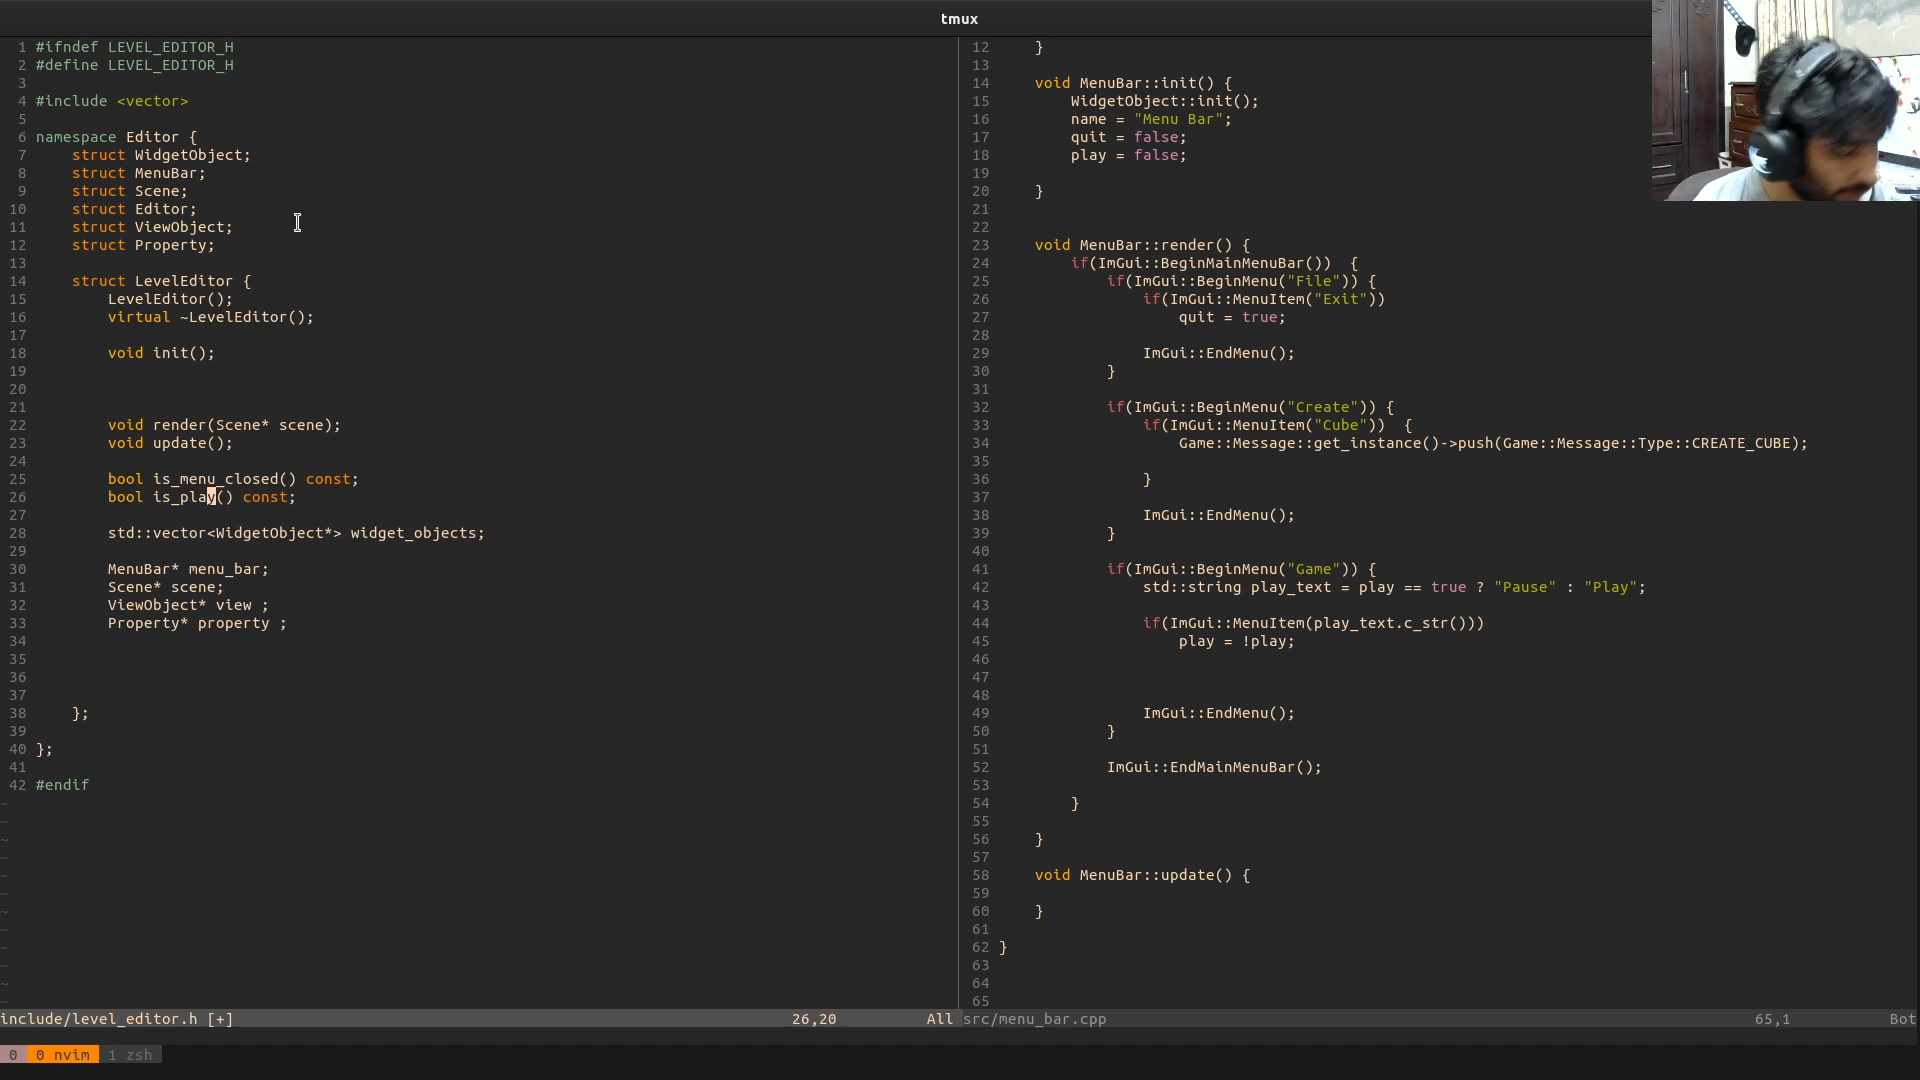 tmux
1 #ifndef LEVEL_EDITOR_H
2 #define LEVEL_EDITOR_H
3
4 #include <vector>
5
6 namespace Editor {
7     struct WidgetObject;
8     struct MenuBar;
9     struct Scene;
10     struct Editor;
11     struct ViewObject;
12     struct Property;
13
14     struct LevelEditor {
15         LevelEditor();
16         virtual ~LevelEditor();
17
18         void init();
19
20
21
22         void render(Scene* scene);
23         void update();
24
25         bool is_menu_closed() const;
26         bool is_play() const;
27
28         std::vector<WidgetObject*> widget_objects;
29
30         MenuBar* menu_bar;
31         Scene* scene;
32         ViewObject* view ;
33         Property* property ;
34
35
36
37
38     };
39
40 };
41
42 #endif
~
~
~
~
~
~
~
~
~
~
~
~
include/level_editor.h [+] 26,20 All
12     }
13
14     void MenuBar::init() {
15         WidgetObject::init();
16         name = "Menu Bar";
17         quit = false;
18         play = false;
19
20     }
21
22
23     void MenuBar::render() {
24         if(ImGui::BeginMainMenuBar())  {
25             if(ImGui::BeginMenu("File")) {
26                 if(ImGui::MenuItem("Exit"))
27                     quit = true;
28
29                 ImGui::EndMenu();
30             }
31
32             if(ImGui::BeginMenu("Create")) {
33                 if(ImGui::MenuItem("Cube"))  {
34                     Game::Message::get_instance()->push(Game::Message::Type::CREATE_CUBE);
35
36                 }
37
38                 ImGui::EndMenu();
39             }
40
41             if(ImGui::BeginMenu("Game")) {
42                 std::string play_text = play == true ? "Pause" : "Play";
43
44                 if(ImGui::MenuItem(play_text.c_str()))
45                     play = !play;
46
47
48
49                 ImGui::EndMenu();
50             }
51
52             ImGui::EndMainMenuBar();
53
54         }
55
56     }
57
58     void MenuBar::update() {
59
60     }
61
62 }
63
64
65
src/menu_bar.cpp 65,1 Bot
0 0 nvim 1 zsh